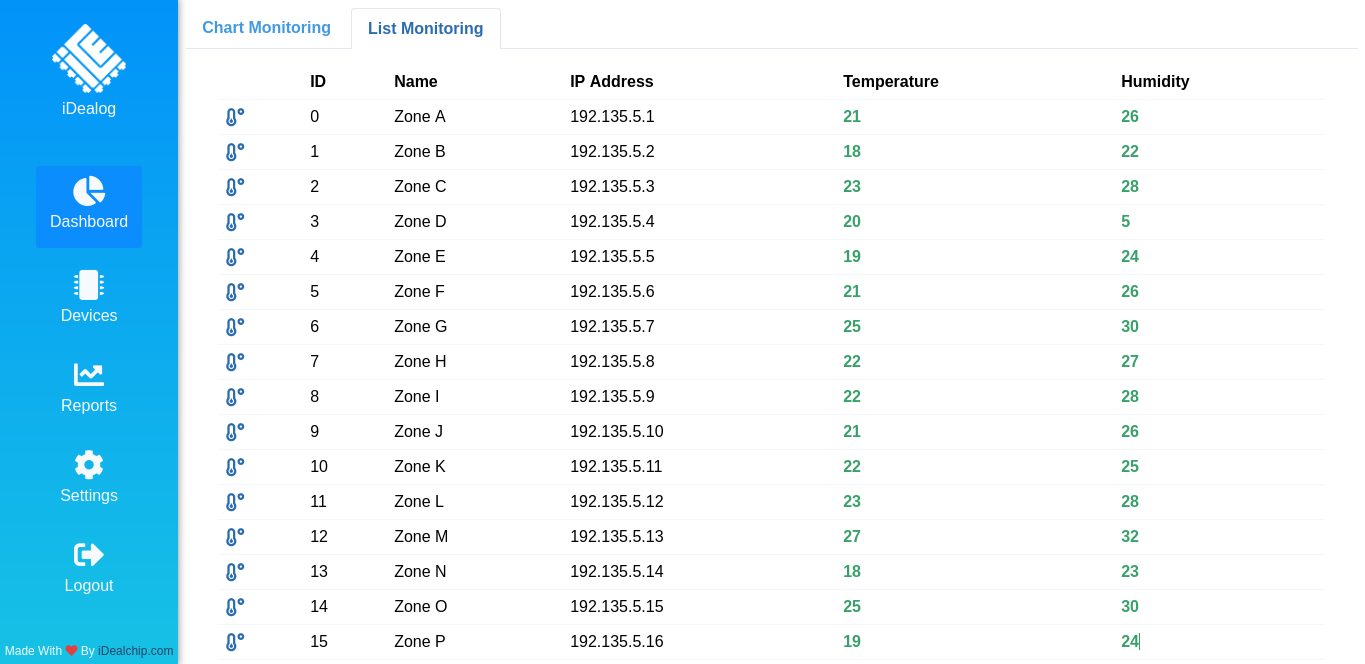 iDealog
Dashboard
Devices
Reports
Settings
Logout
Made With ❤ By iDealchip.com
Chart Monitoring List Monitoring
ID Name IP Address Temperature Humidity
0 Zone A 192.135.5.1 21 26
1 Zone B 192.135.5.2 18 22
2 Zone C 192.135.5.3 23 28
3 Zone D 192.135.5.4 20 5
4 Zone E 192.135.5.5 19 24
5 Zone F 192.135.5.6 21 26
6 Zone G 192.135.5.7 25 30
7 Zone H 192.135.5.8 22 27
8 Zone I 192.135.5.9 22 28
9 Zone J 192.135.5.10 21 26
10 Zone K 192.135.5.11 22 25
11 Zone L 192.135.5.12 23 28
12 Zone M 192.135.5.13 27 32
13 Zone N 192.135.5.14 18 23
14 Zone O 192.135.5.15 25 30
15 Zone P 192.135.5.16 19 24